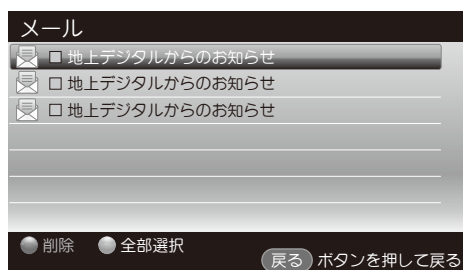 メール
□ 地上デジタルからのお知らせ
□ 地上デジタルからのお知らせ
□ 地上デジタルからのお知らせ
削除 全部選択
戻る ボタンを押して戻る